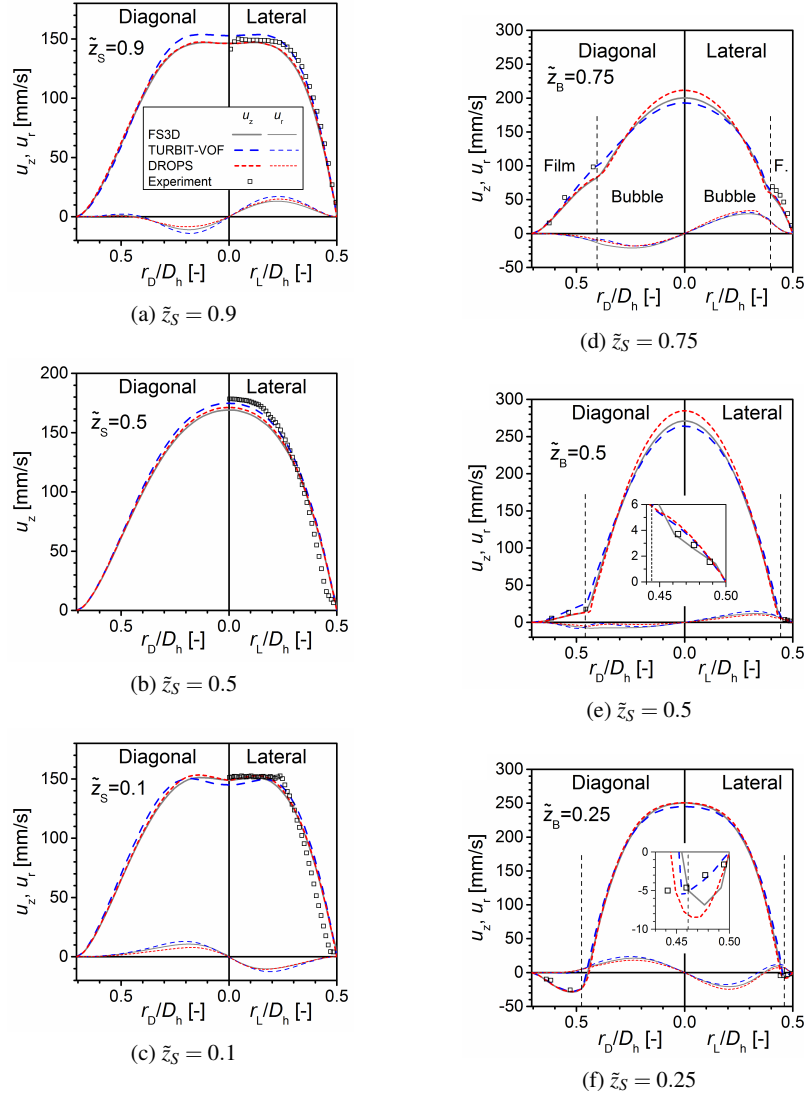 Diagonal Lateral
z̃S=0.9
150
100
50
0
uz, ur [mm/s]
uz ur
FS3D
TURBIT-VOF
DROPS
Experiment
0.5 0.0 0.5
rD/Dh [-] rL/Dh [-]
(a) z̃S = 0.9
200
150
100
50
0
uz [mm/s]
Diagonal Lateral
z̃S=0.5
0.5 0.0 0.5
rD/Dh [-] rL/Dh [-]
(b) z̃S = 0.5
150
100
50
0
uz, ur [mm/s]
Diagonal Lateral
z̃S=0.1
0.5 0.0 0.5
rD/Dh [-] rL/Dh [-]
(c) z̃S = 0.1
300
250
200
150
100
50
0
-50
uz, ur [mm/s]
Diagonal Lateral
z̃B=0.75
Film F.
Bubble Bubble
0.5 0.0 0.5
rD/Dh [-] rL/Dh [-]
(d) z̃S = 0.75
300
250
200
150
100
50
0
uz, ur [mm/s]
Diagonal Lateral
z̃B=0.5
6
4
2
0
0.45 0.50
0.5 0.0 0.5
rD/Dh [-] rL/Dh [-]
(e) z̃S = 0.5
300
250
200
150
100
50
0
-50
uz, ur [mm/s]
Diagonal Lateral
z̃B=0.25
0
-5
-10
0.45 0.50
0.5 0.0 0.5
rD/Dh [-] rL/Dh [-]
(f) z̃S = 0.25